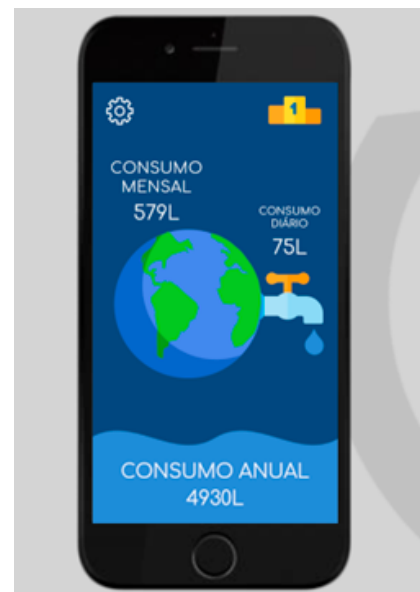 1
CONSUMO
MENSAL
579L
CONSUMO
DIÁRIO
75L
CONSUMO ANUAL
4930L